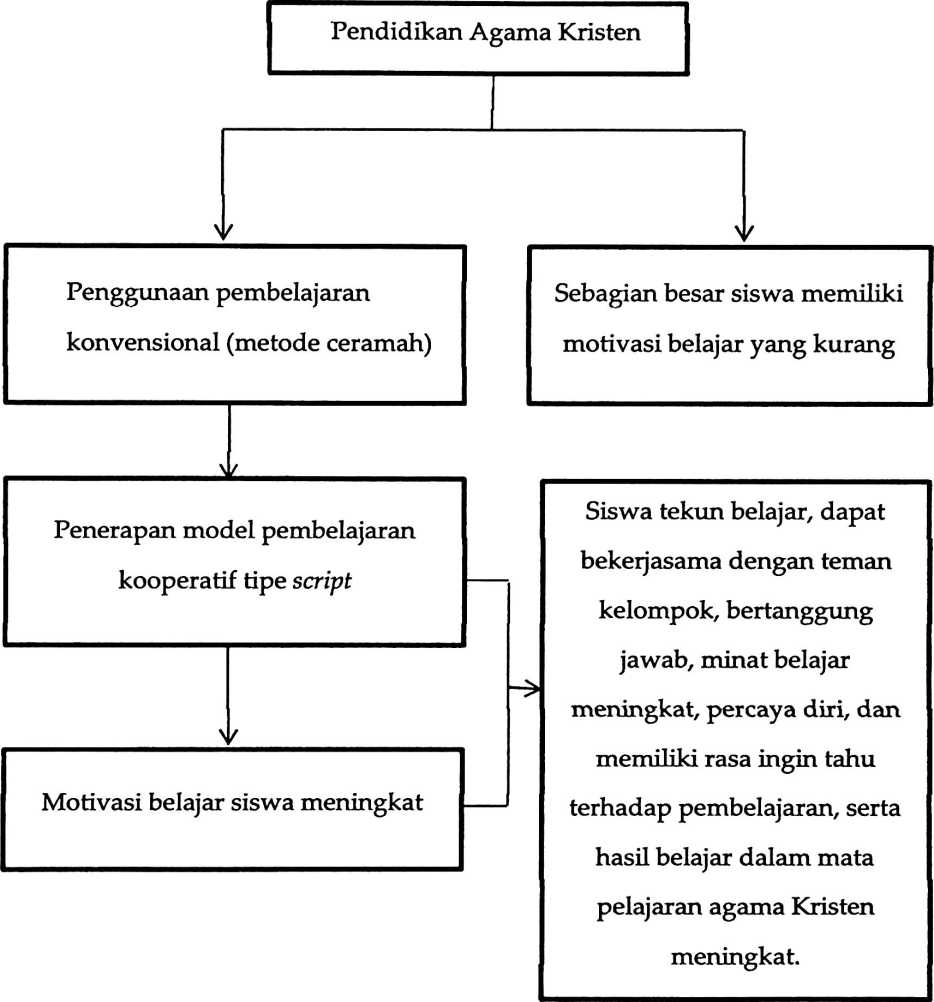 Pendidikan Agama Kristen
Penggunaan pembelajaran
konvensional (metode ceramah)
Sebagian besar siswa memiliki
motivasi belajar yang kurang
Penerapan model pembelajaran
kooperatif tipe script
Motivasi belajar siswa meningkat
Siswa tekun belajar, dapat
bekerjasama dengan teman
kelompok, bertanggung
jawab, minat belajar
meningkat, percaya diri, dan
memiliki rasa ingin tahu
terhadap pembelajaran, serta
hasil belajar dalam mata
pelajaran agama Kristen
meningkat.